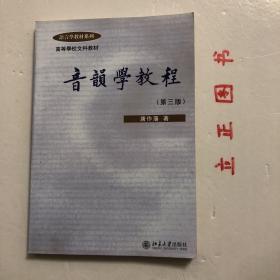 語言學教材系列
高等學校文科教材
音韻學教程
（第三版）
唐作藩 著
北京大學出版社
立正图书